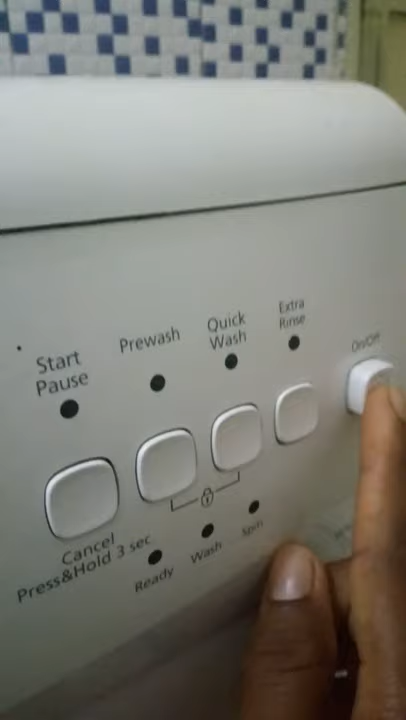 Start
Pause
Prewash
Quick
Wash
Extra
Rinse
On/Off
Cancel
Press&Hold 3 sec
Ready
Wash
Spin